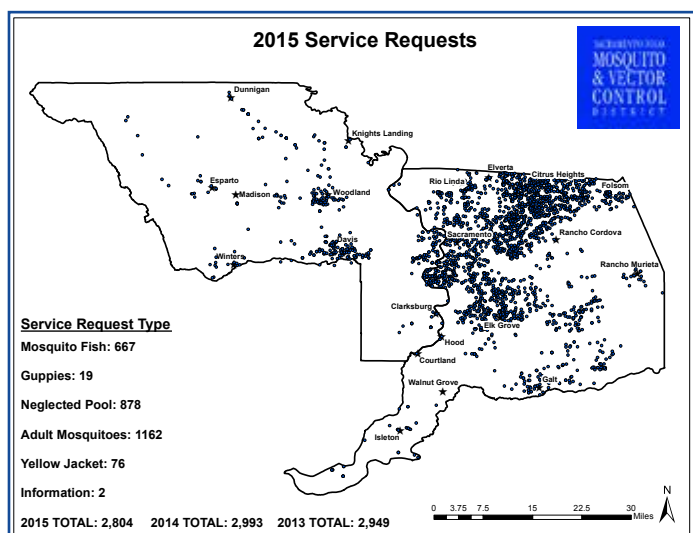 2015 Service Requests
SACRAMENTO-YOLO
MOSQUITO
& VECTOR
CONTROL
DISTRICT
Dunnigan
Knights Landing
Elverta
Citrus Heights
Rio Linda
Folsom
Esparto
Madison
Woodland
Sacramento
Rancho Cordova
Davis
Winters
Rancho Murieta
Clarksburg
Elk Grove
Hood
Courtland
Galt
Walnut Grove
Isleton
Service Request Type
Mosquito Fish: 667
Guppies: 19
Neglected Pool: 878
Adult Mosquitoes: 1162
Yellow Jacket: 76
Information: 2
2015 TOTAL: 2,804 2014 TOTAL: 2,993 2013 TOTAL: 2,949
N
0 3.75 7.5 15 22.5 30
Miles